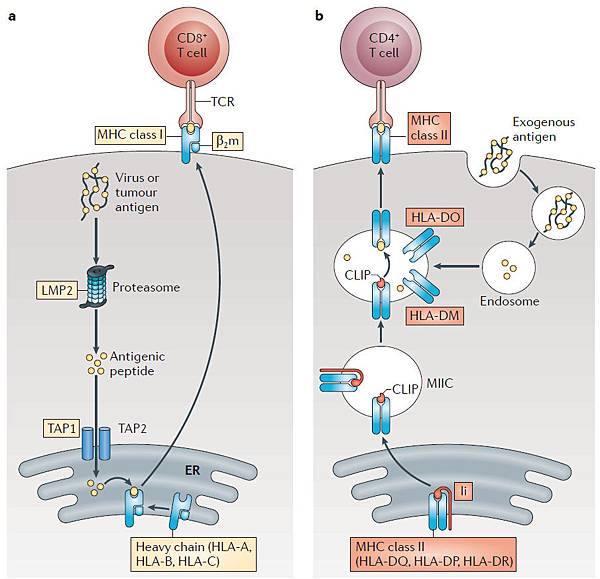 a
CD8⁺
T cell
TCR
MHC class I
β₂m
Virus or
tumour
antigen
LMP2
Proteasome
Antigenic
peptide
TAP1
TAP2
ER
Heavy chain (HLA-A,
HLA-B, HLA-C)
b
CD4⁺
T cell
MHC
class II
Exogenous
antigen
HLA-DO
CLIP
HLA-DM
Endosome
CLIP
MIIC
Ii
MHC class II
(HLA-DQ, HLA-DP, HLA-DR)